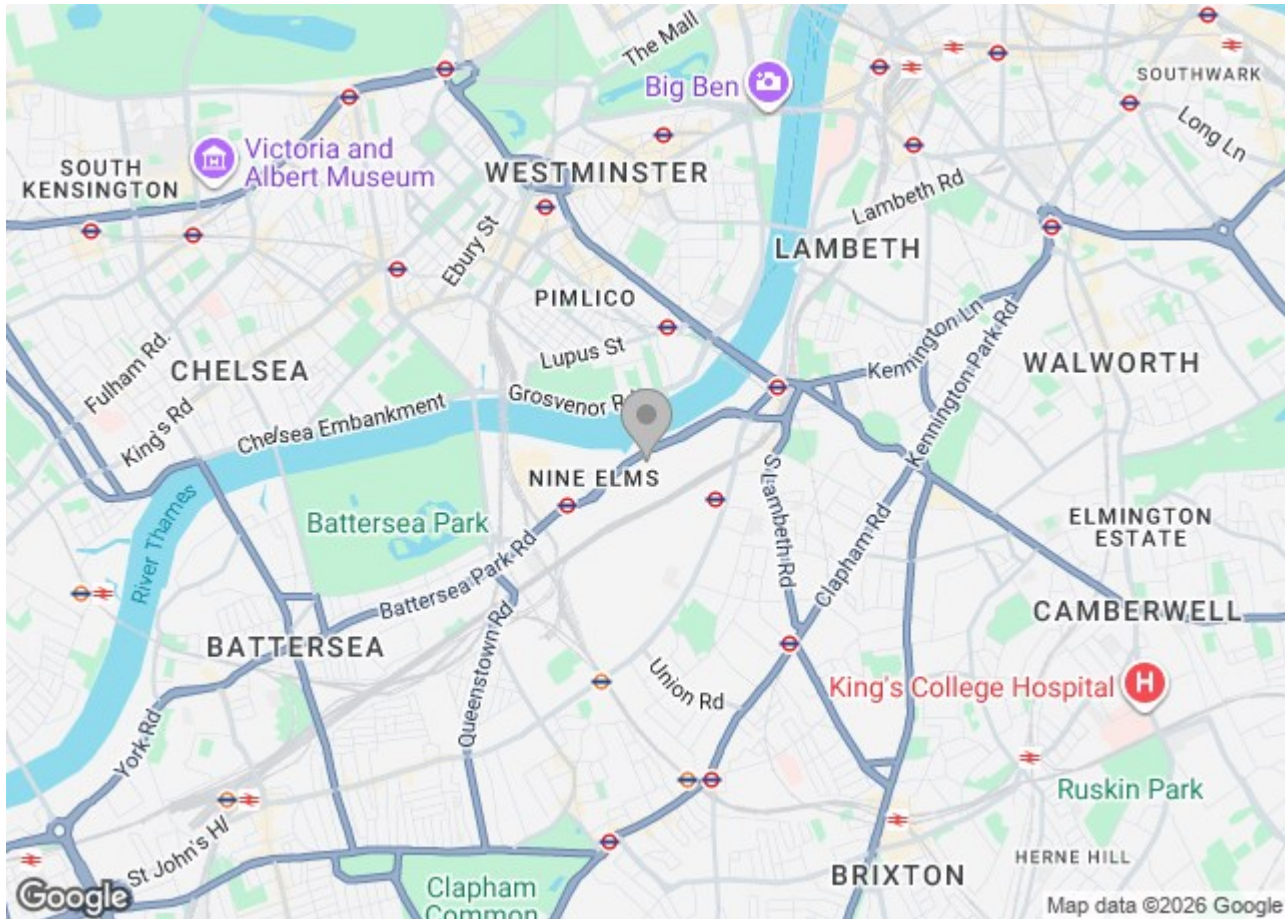 The Mall
Big Ben
SOUTHWARK
Long Ln
Victoria and
Albert Museum
SOUTH
KENSINGTON
WESTMINSTER
Lambeth Rd
Ebury St
LAMBETH
PIMLICO
Kennington Ln
Lupus St
Fulham Rd.
CHELSEA
WALWORTH
Grosvenor R
King's Rd
Chelsea Embankment
Kennington Park Rd
NINE ELMS
S Lambeth Rd
Battersea Park
ELMINGTON
ESTATE
River Thames
Battersea Park Rd
Clapham Rd
CAMBERWELL
BATTERSEA
Queenstown Rd
Union Rd
King's College Hospital
H
York Rd
Ruskin Park
St John's Hl
HERNE HILL
BRIXTON
Clapham
Common
Google
Map data ©2026 Google